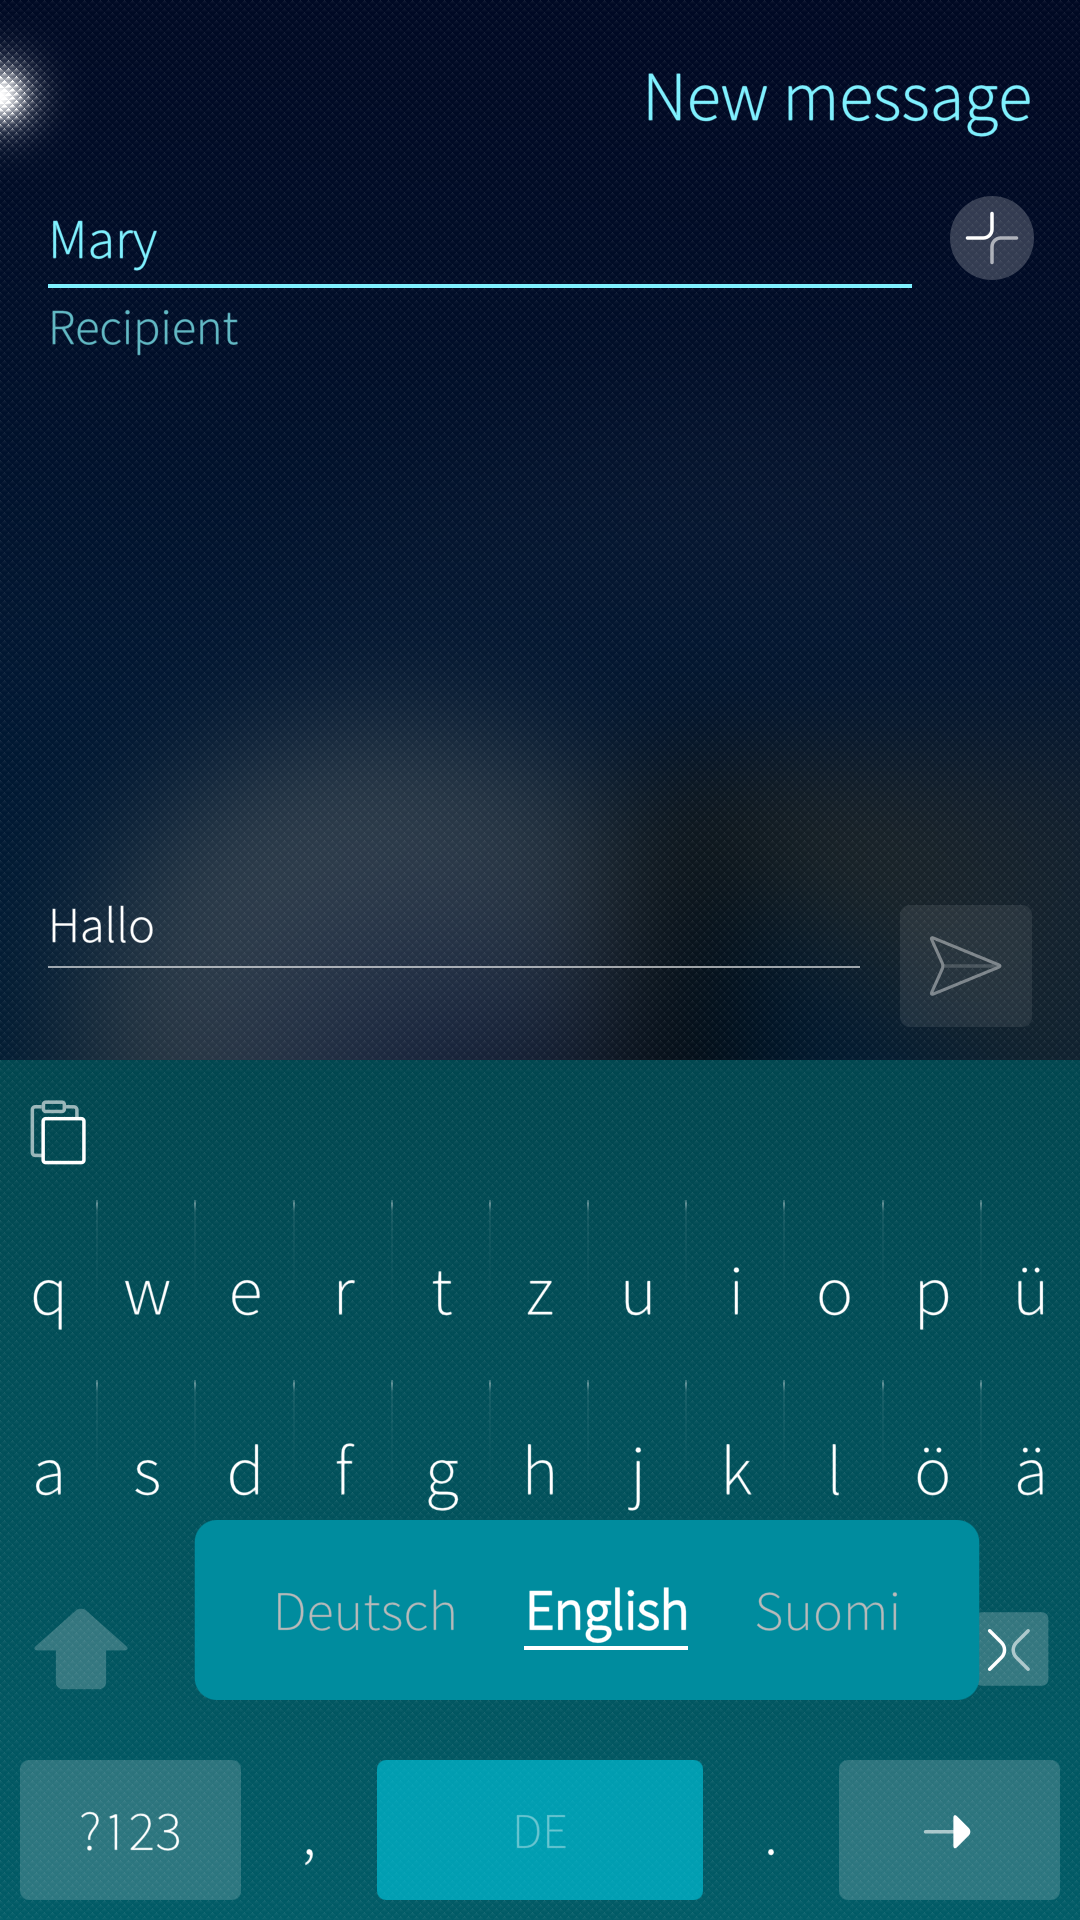 New message
Mary
Recipient
Hallo
q w e r t z u i o p ü
a s d f g h j k l ö ä
Deutsch English Suomi
?123 , DE .